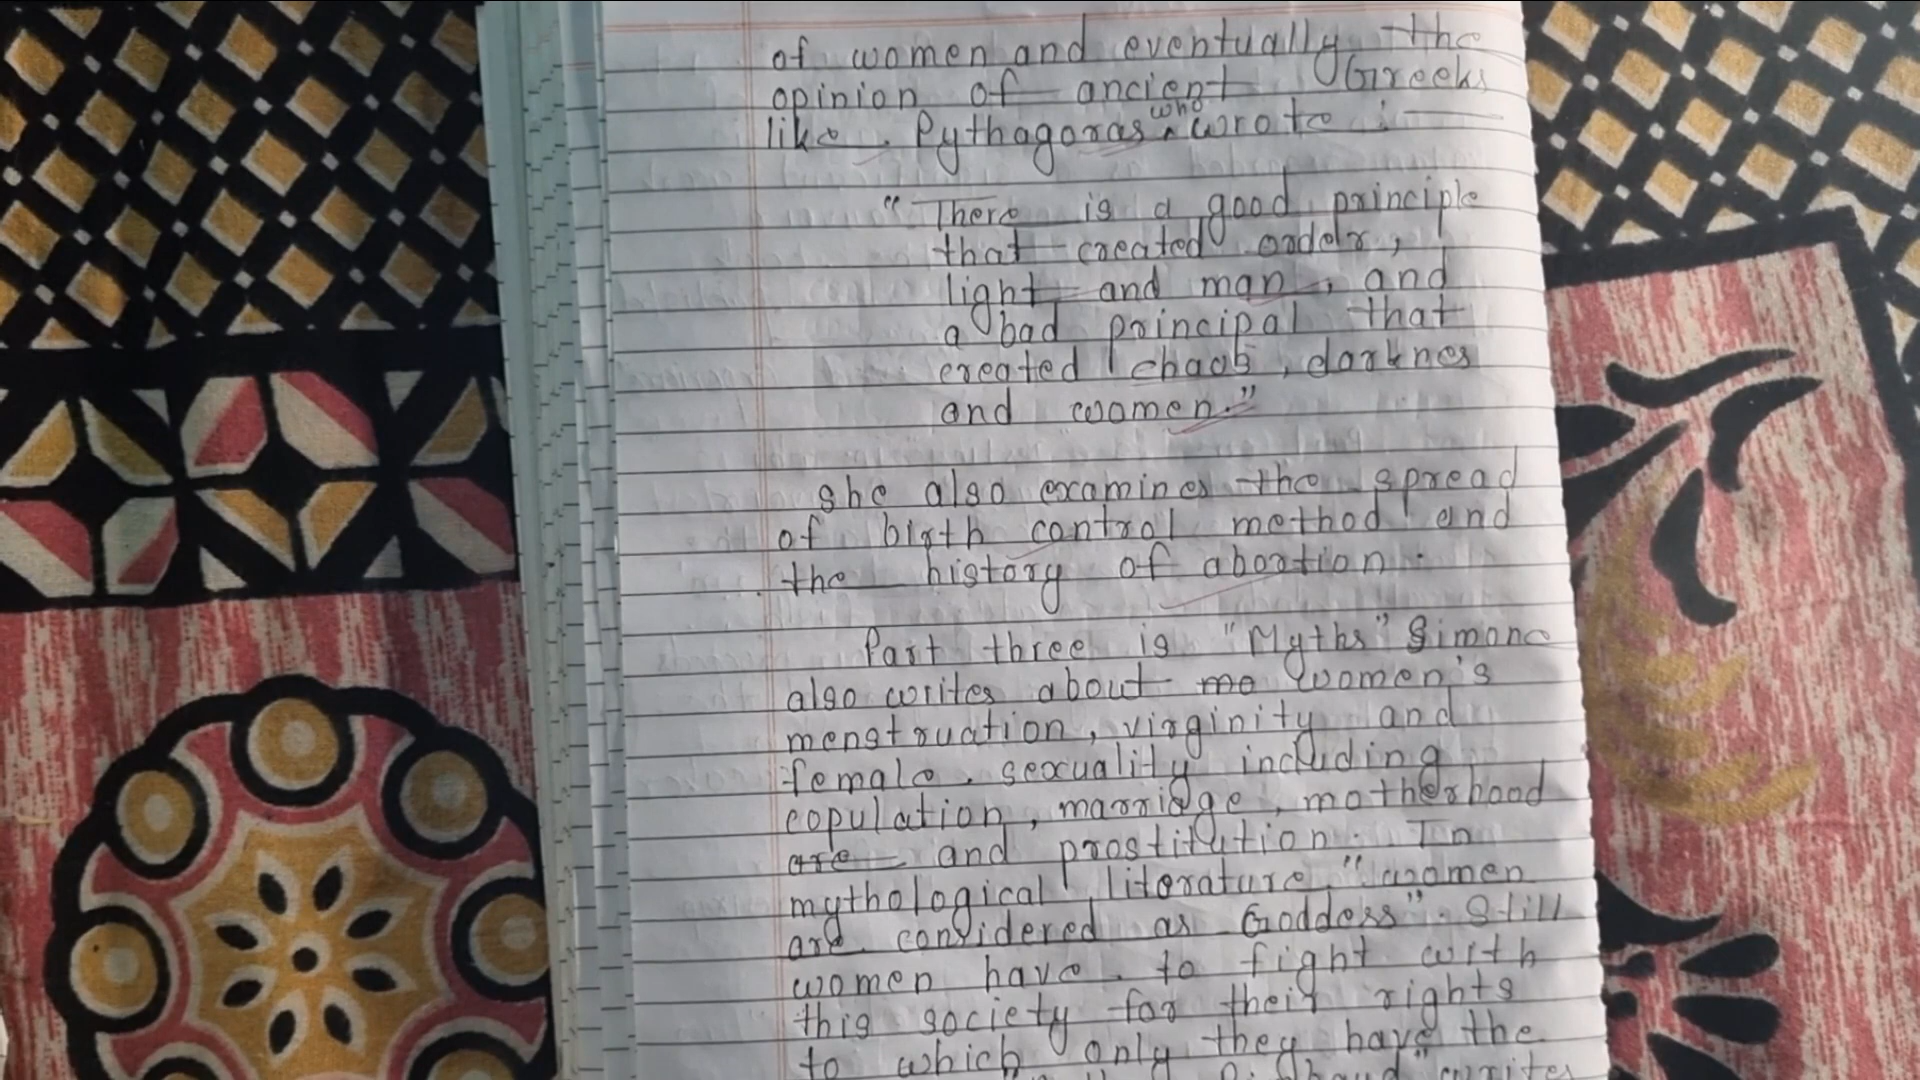 of women and eventually the
opinion of ancient Greeks
like Pythagoras who wrote :-
"There is a good principle
that created order,
light and man, and
a bad principal that
created chaos, darknes
and women."
she also examines the spread
of birth control method and
the history of abortion.
Part three is "Myths" Simone
also writes about me women's
menstruation, virginity and
female sexuality including
copulation, marriage, motherhood
are and prostitution. In
mythological literature "women
are considered as Goddess". Still
women have to fight with
this society for their rights
to which only they have the
writes